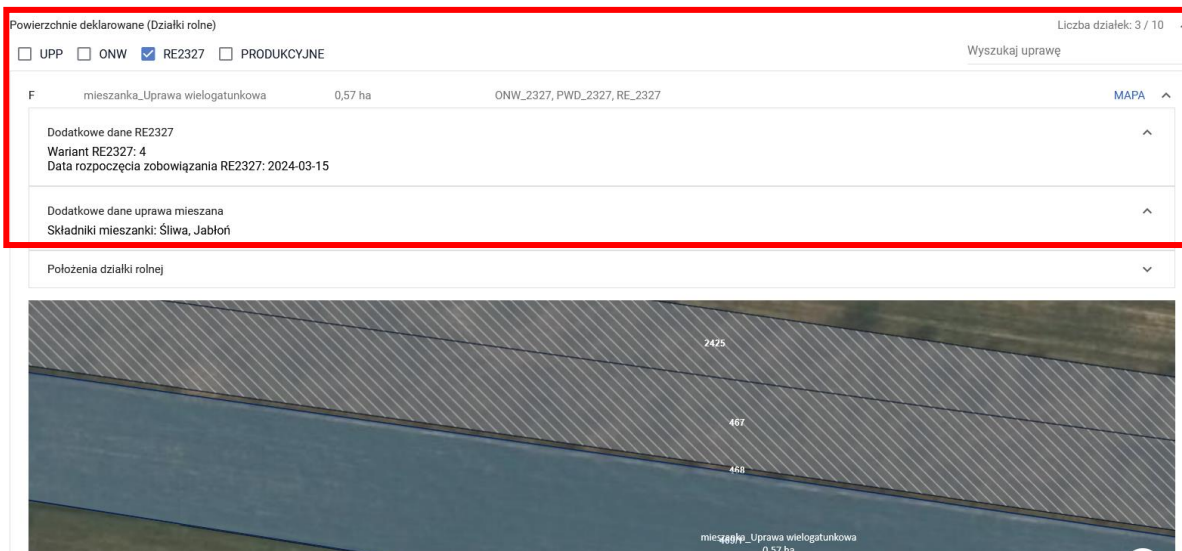 Powierzchnie deklarowane (Działki rolne) Liczba działek: 3 / 10
UPP ONW RE2327 PRODUKCYJNE Wyszukaj uprawę
F mieszanka_Uprawa wielogatunkowa 0,57 ha ONW_2327, PWD_2327, RE_2327 MAPA
Dodatkowe dane RE2327
Wariant RE2327: 4
Data rozpoczęcia zobowiązania RE2327: 2024-03-15
Dodatkowe dane uprawa mieszana
Składniki mieszanki: Śliwa, Jabłoń
Położenia działki rolnej
2425
467
468
mieszanka_Uprawa wielogatunkowa
0,57 ha